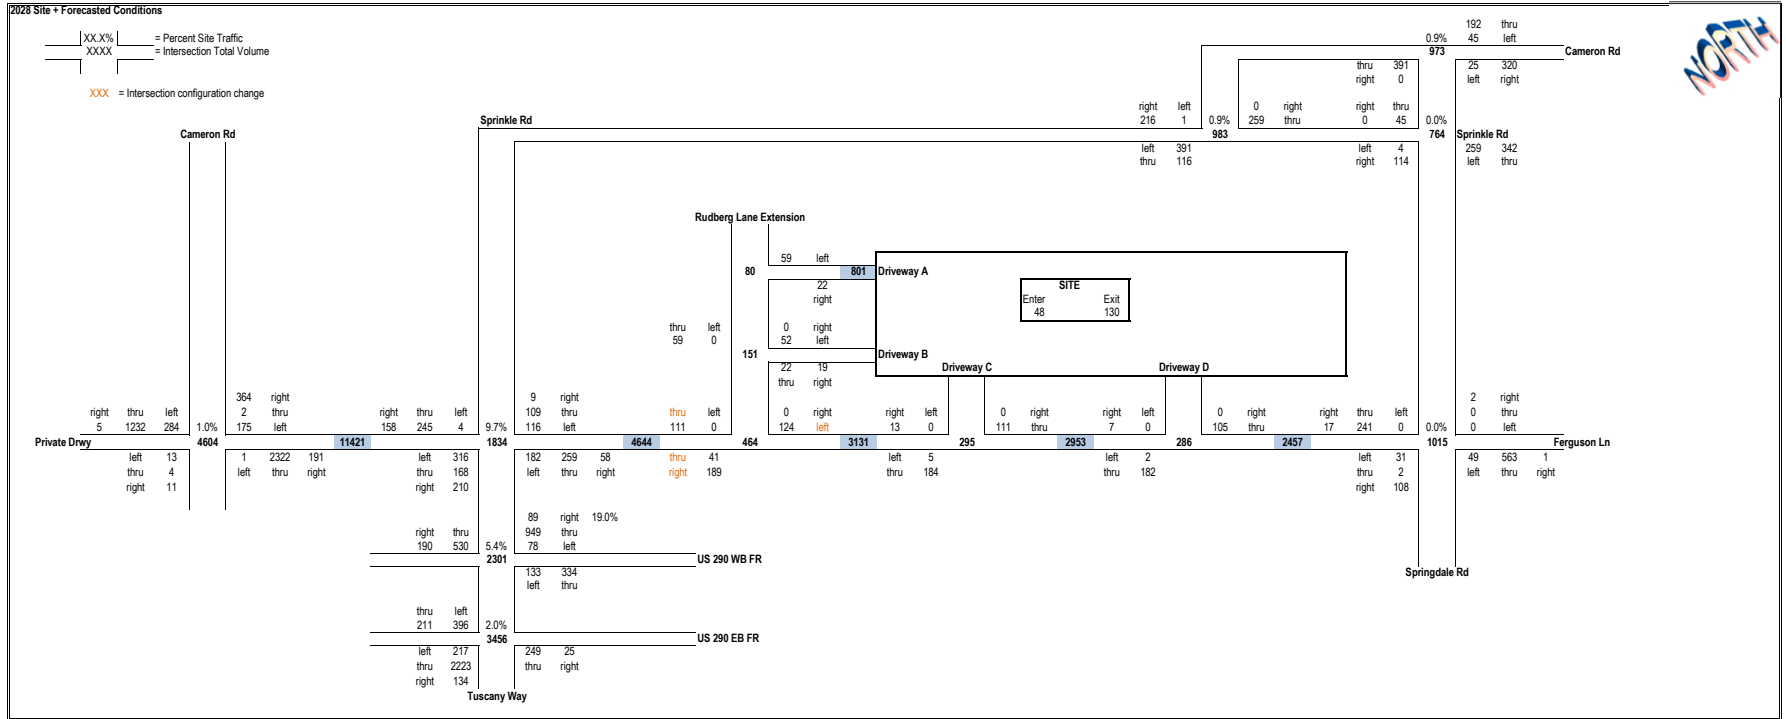 2028 Site + Forecasted Conditions
192 thru
XX.X% = Percent Site Traffic
0.9% 45 left
XXXX = Intersection Total Volume
973 Cameron Rd
NORTH
thru 391 25 320
right 0 left right
XXX = Intersection configuration change
right left 0 right right thru
Sprinkle Rd 216 1 0.9% 259 thru 0 45 0.0%
Cameron Rd 983 764 Sprinkle Rd
left 391 left 4 259 342
thru 116 right 114 left thru
Rudberg Lane Extension
59 left
80 801 Driveway A
22 SITE
right Enter Exit
48 130
thru left 0 right
59 0 52 left
151 Driveway B
22 19 Driveway C Driveway D
thru right
364 right 9 right 2 right
right thru left 2 thru right thru left 109 thru thru left 0 right right left 0 right right left 0 right right thru left 0 thru
5 1232 284 1.0% 175 left 158 245 4 9.7% 116 left 111 0 124 left 13 0 111 thru 7 0 105 thru 17 241 0 0.0% 0 left
Private Drwy 4604 11421 1834 4644 464 3131 295 2953 286 2457 1015 Ferguson Ln
left 13 1 2322 191 left 316 182 259 58 thru 41 left 5 left 2 left 31 49 563 1
thru 4 left thru right thru 168 left thru right right 189 thru 184 thru 182 thru 2 left thru right
right 11 right 210 right 108
89 right 19.0%
right thru 949 thru
190 530 5.4% 78 left
2301 US 290 WB FR
133 334 Springdale Rd
left thru
thru left
211 396 2.0%
3456 US 290 EB FR
left 217 249 25
thru 2223 thru right
right 134
Tuscany Way